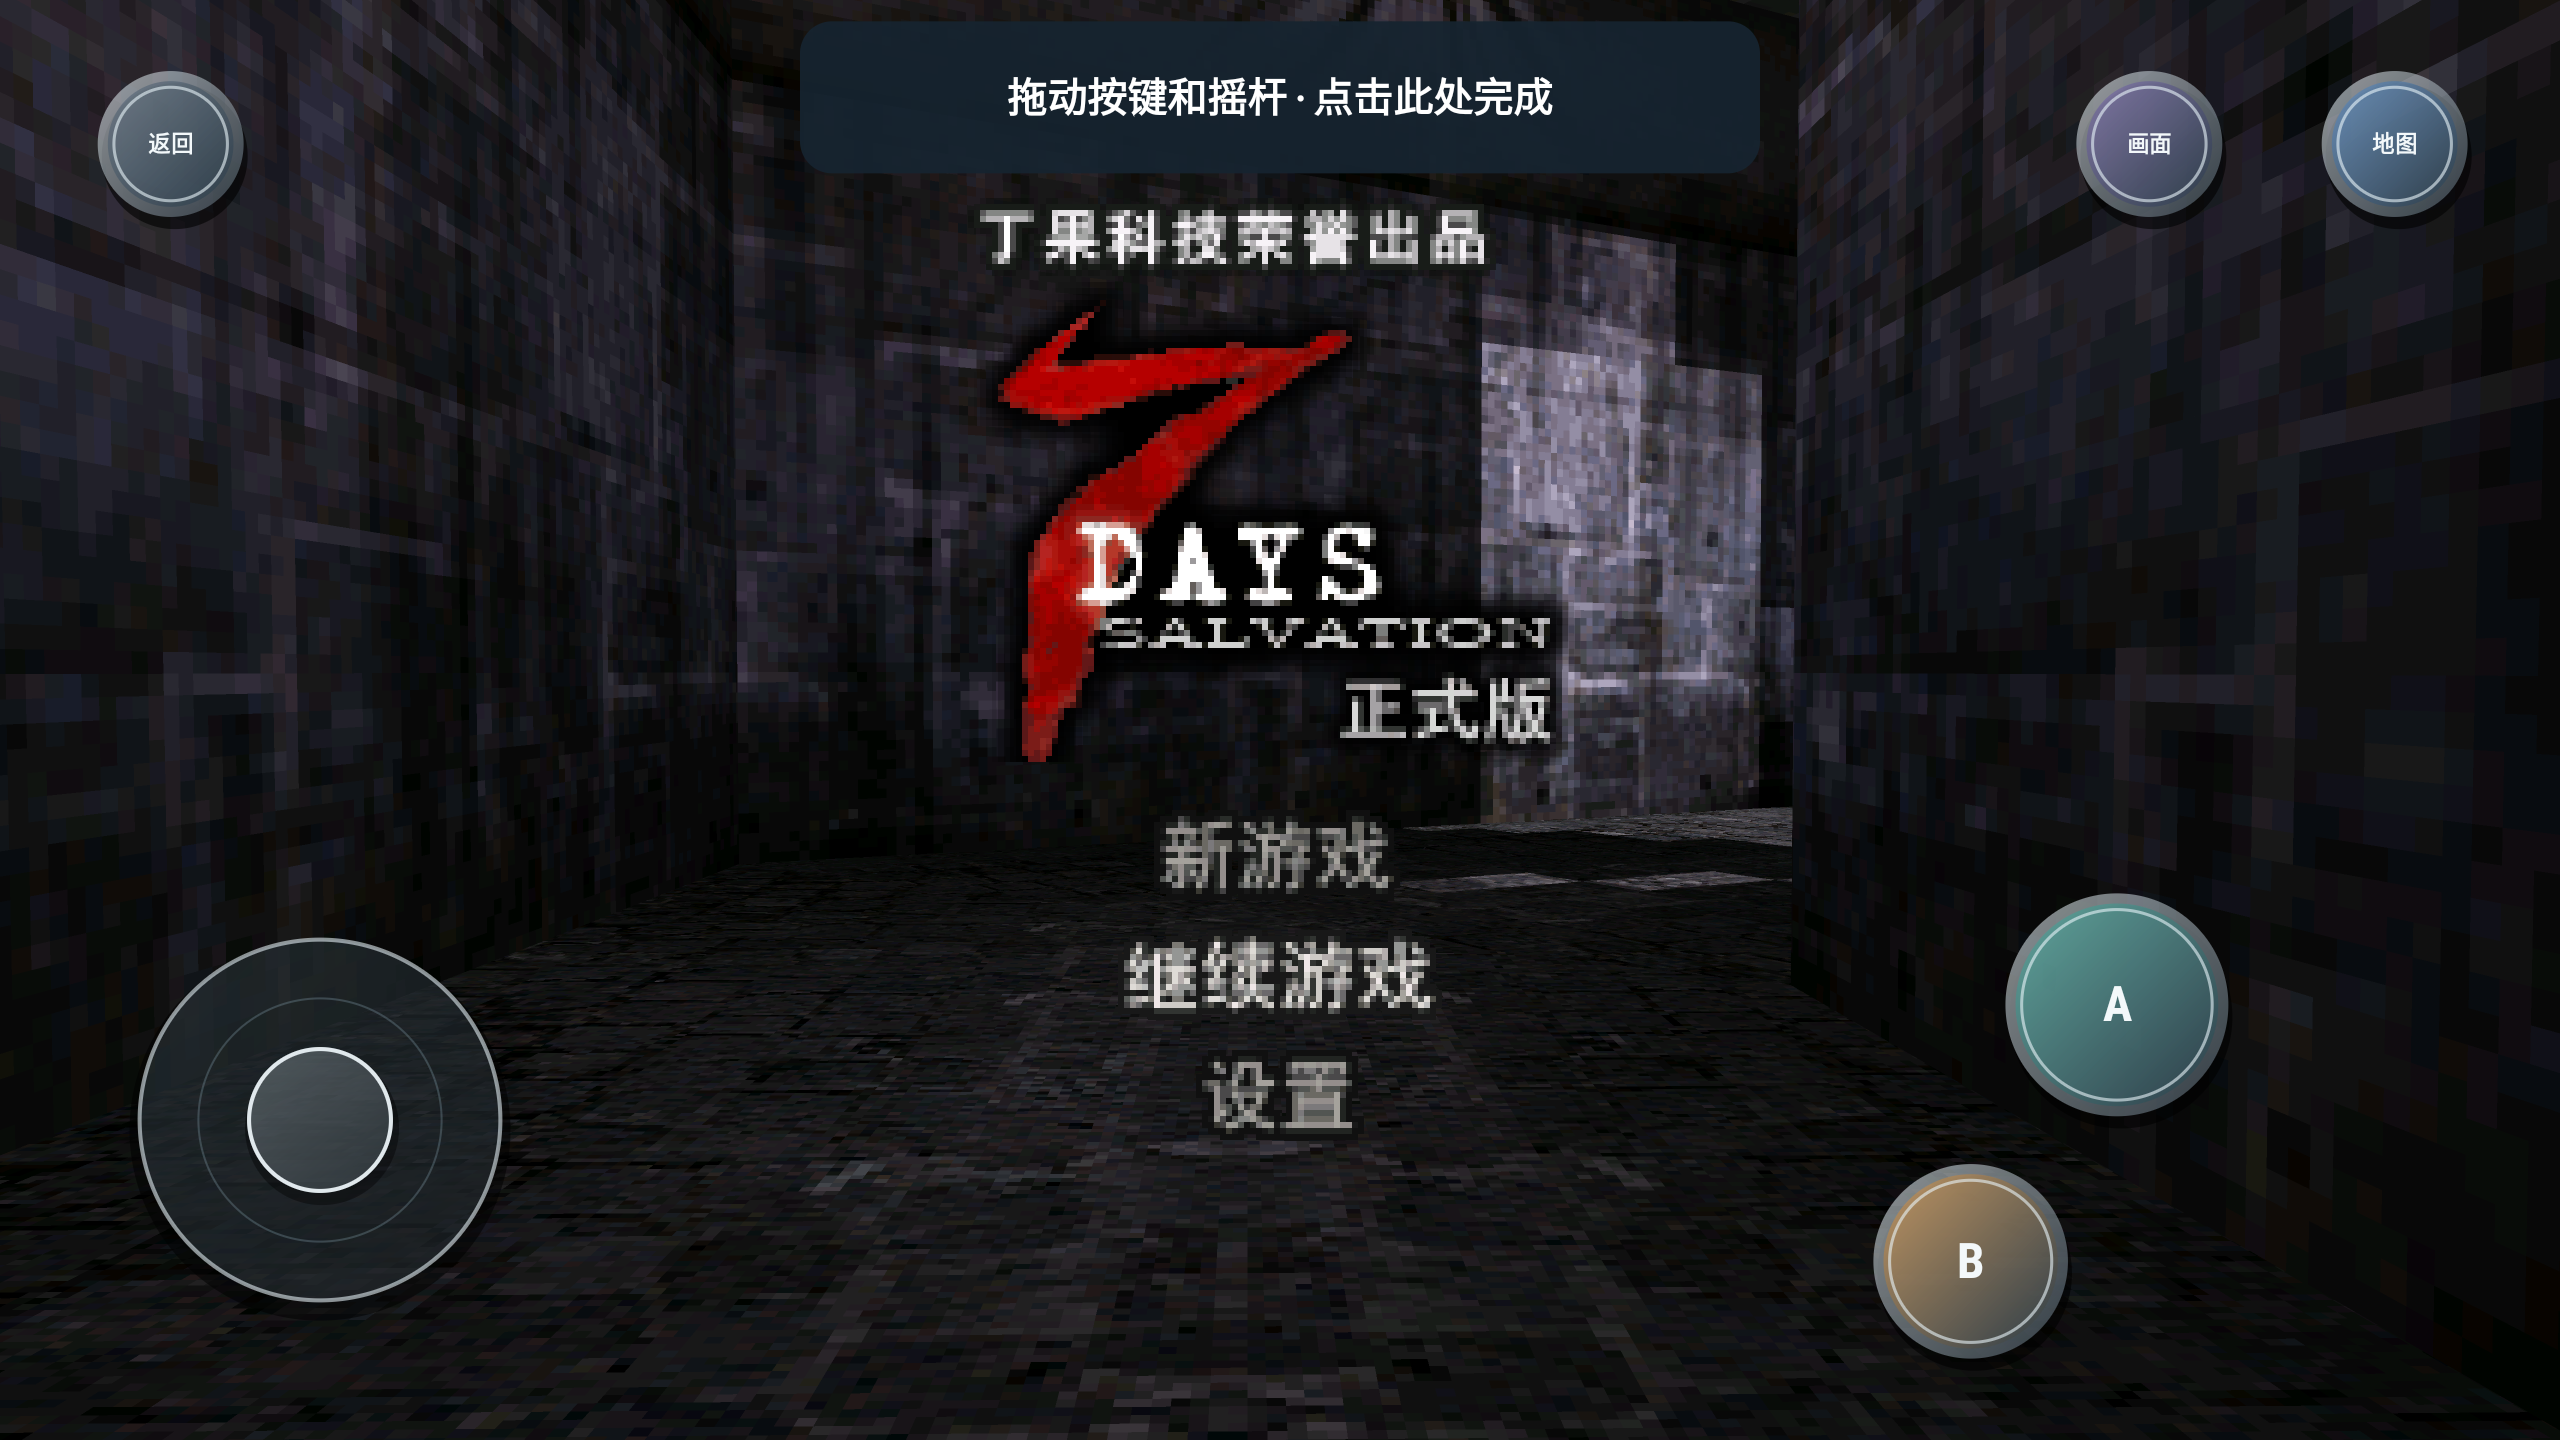 拖动按键和摇杆·点击此处完成
返回
画面
地图
丁果科技荣誉出品
7
DAYS
SALVATION
正式版
新游戏
继续游戏
设置
A
B